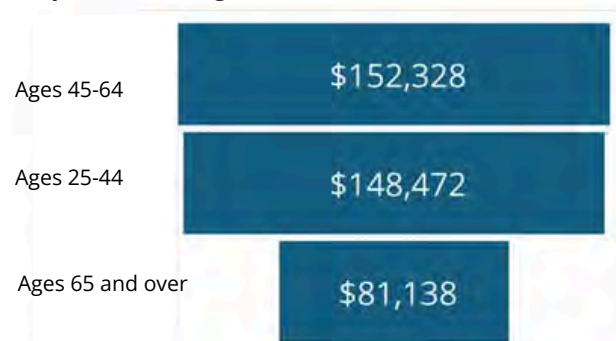 Ages 45-64
$152,328
Ages 25-44
$148,472
Ages 65 and over
$81,138